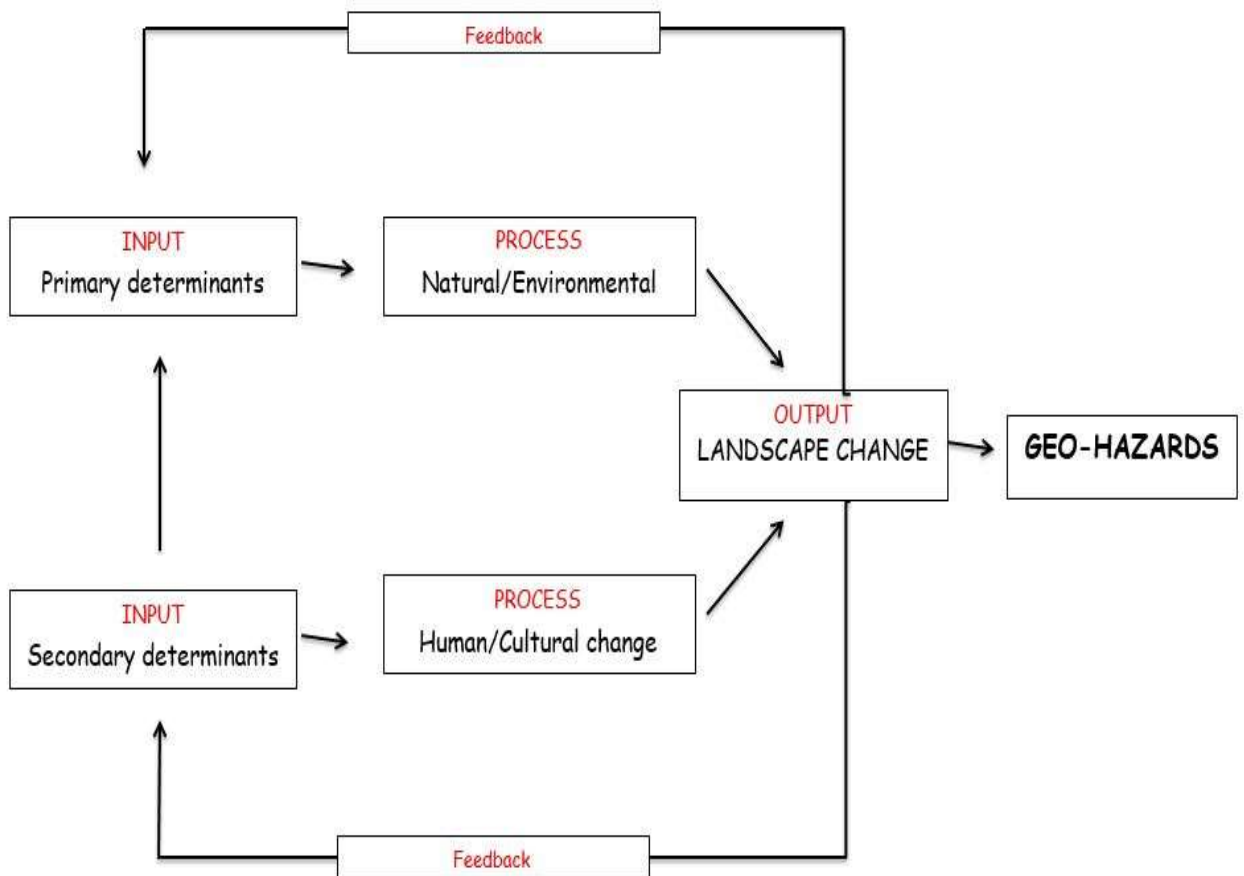 Feedback
INPUT
Primary determinants
PROCESS
Natural/Environmental
OUTPUT
LANDSCAPE CHANGE
GEO-HAZARDS
INPUT
Secondary determinants
PROCESS
Human/Cultural change
Feedback